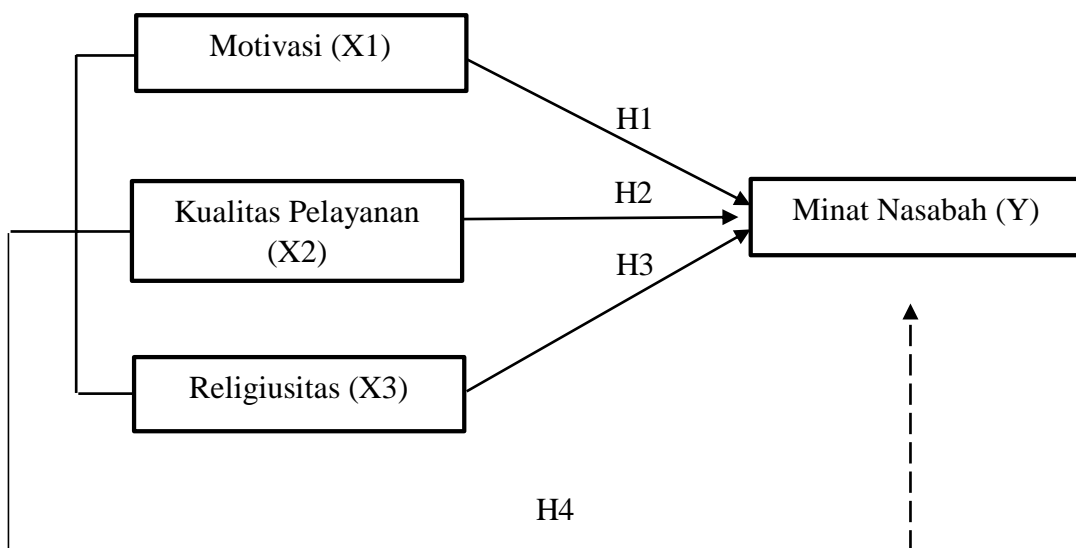 Motivasi (X1)
H1
Kualitas Pelayanan
(X2)
H2
Minat Nasabah (Y)
H3
Religiusitas (X3)
H4